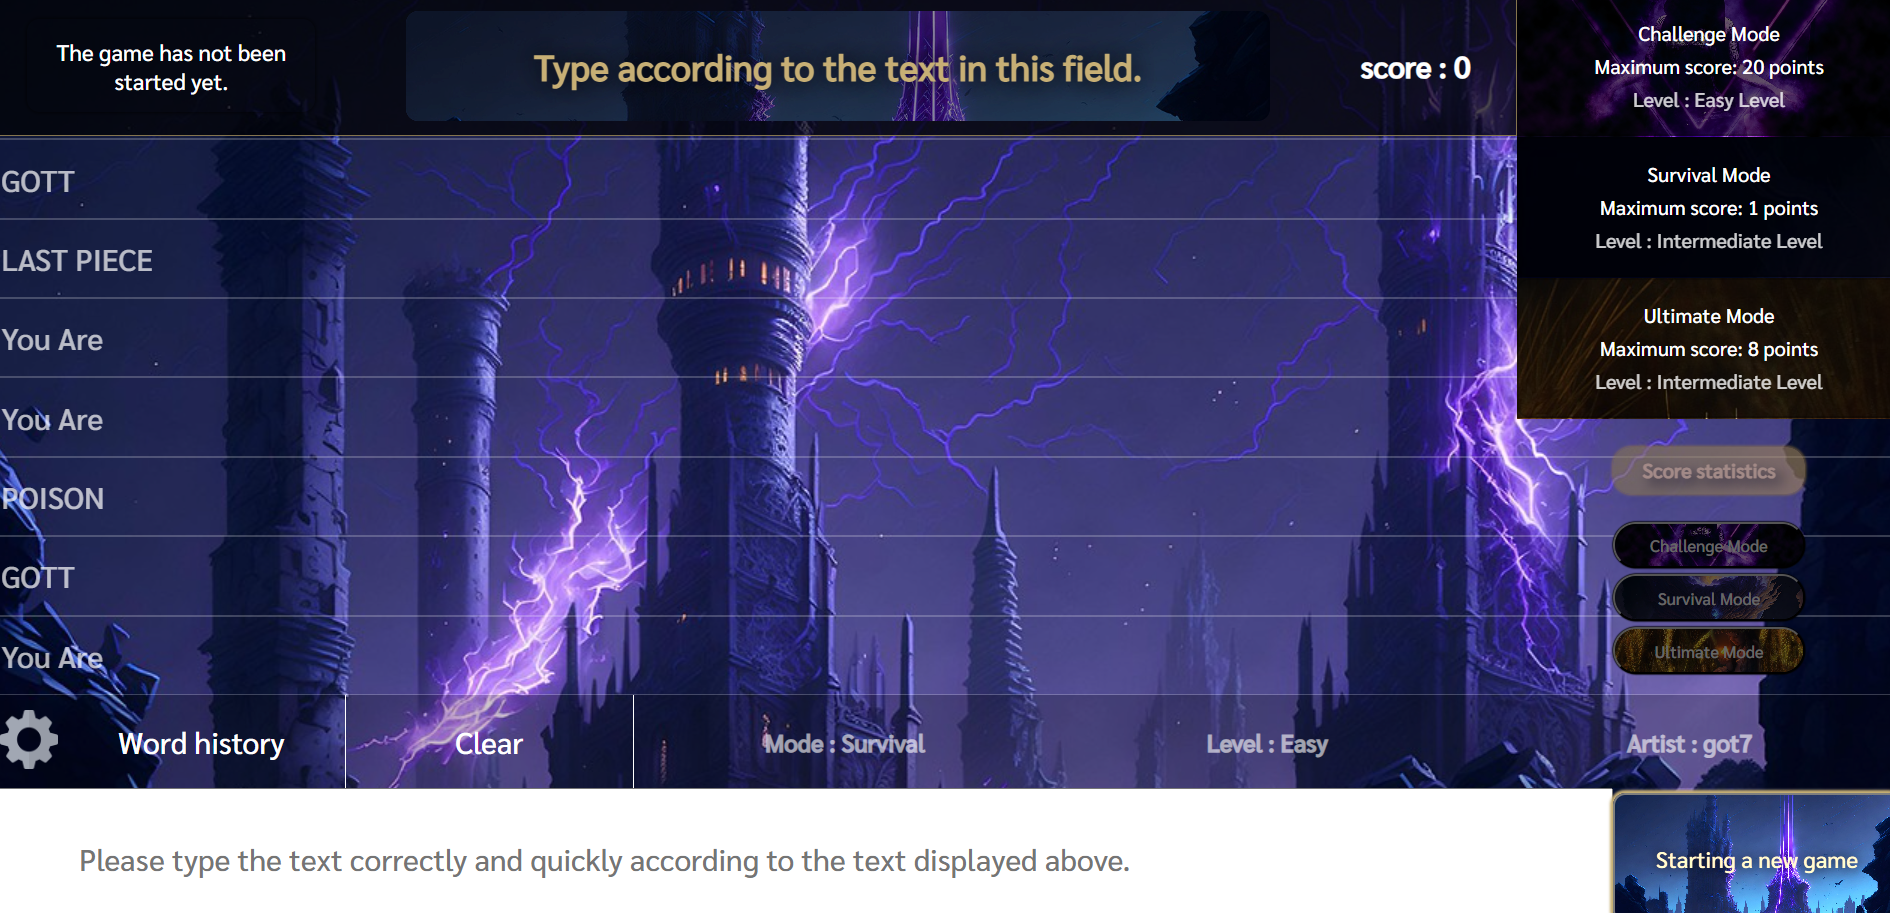 The game has not been
started yet.
Type according to the text in this field.
score : 0
Challenge Mode
Maximum score: 20 points
Level : Easy Level
Survival Mode
Maximum score: 1 points
Level : Intermediate Level
Ultimate Mode
Maximum score: 8 points
Level : Intermediate Level
GOTT
LAST PIECE
You Are
You Are
POISON
GOTT
You Are
Score statistics
Challenge Mode
Survival Mode
Ultimate Mode
Word history
Clear
Mode : Survival
Level : Easy
Artist : got7
Please type the text correctly and quickly according to the text displayed above.
Starting a new game